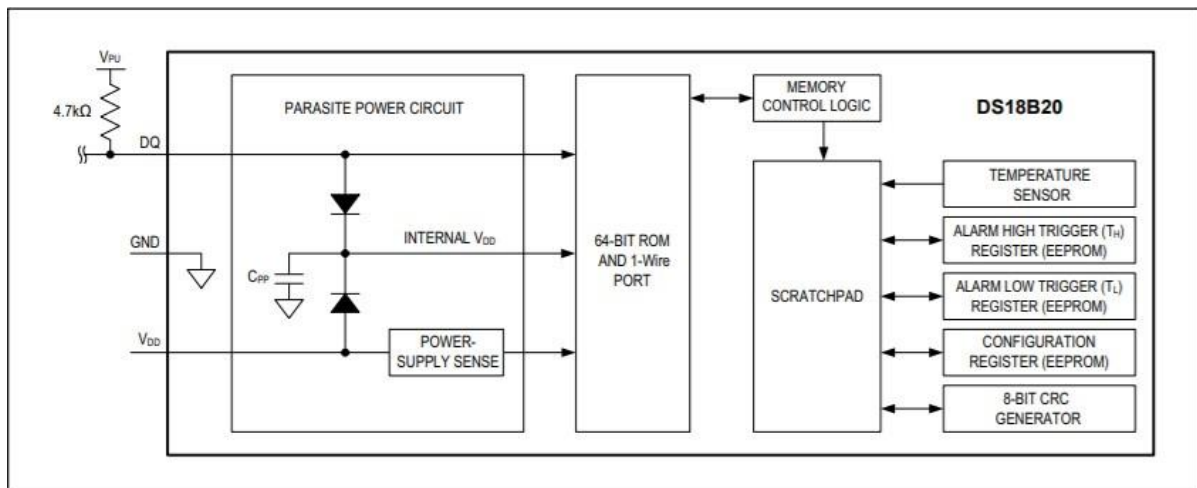 VPU
4.7kΩ
DQ
GND
VDD
PARASITE POWER CIRCUIT
INTERNAL VDD
CPP
POWER-
SUPPLY SENSE
64-BIT ROM
AND 1-Wire
PORT
MEMORY
CONTROL LOGIC
SCRATCHPAD
DS18B20
TEMPERATURE
SENSOR
ALARM HIGH TRIGGER (TH)
REGISTER (EEPROM)
ALARM LOW TRIGGER (TL)
REGISTER (EEPROM)
CONFIGURATION
REGISTER (EEPROM)
8-BIT CRC
GENERATOR